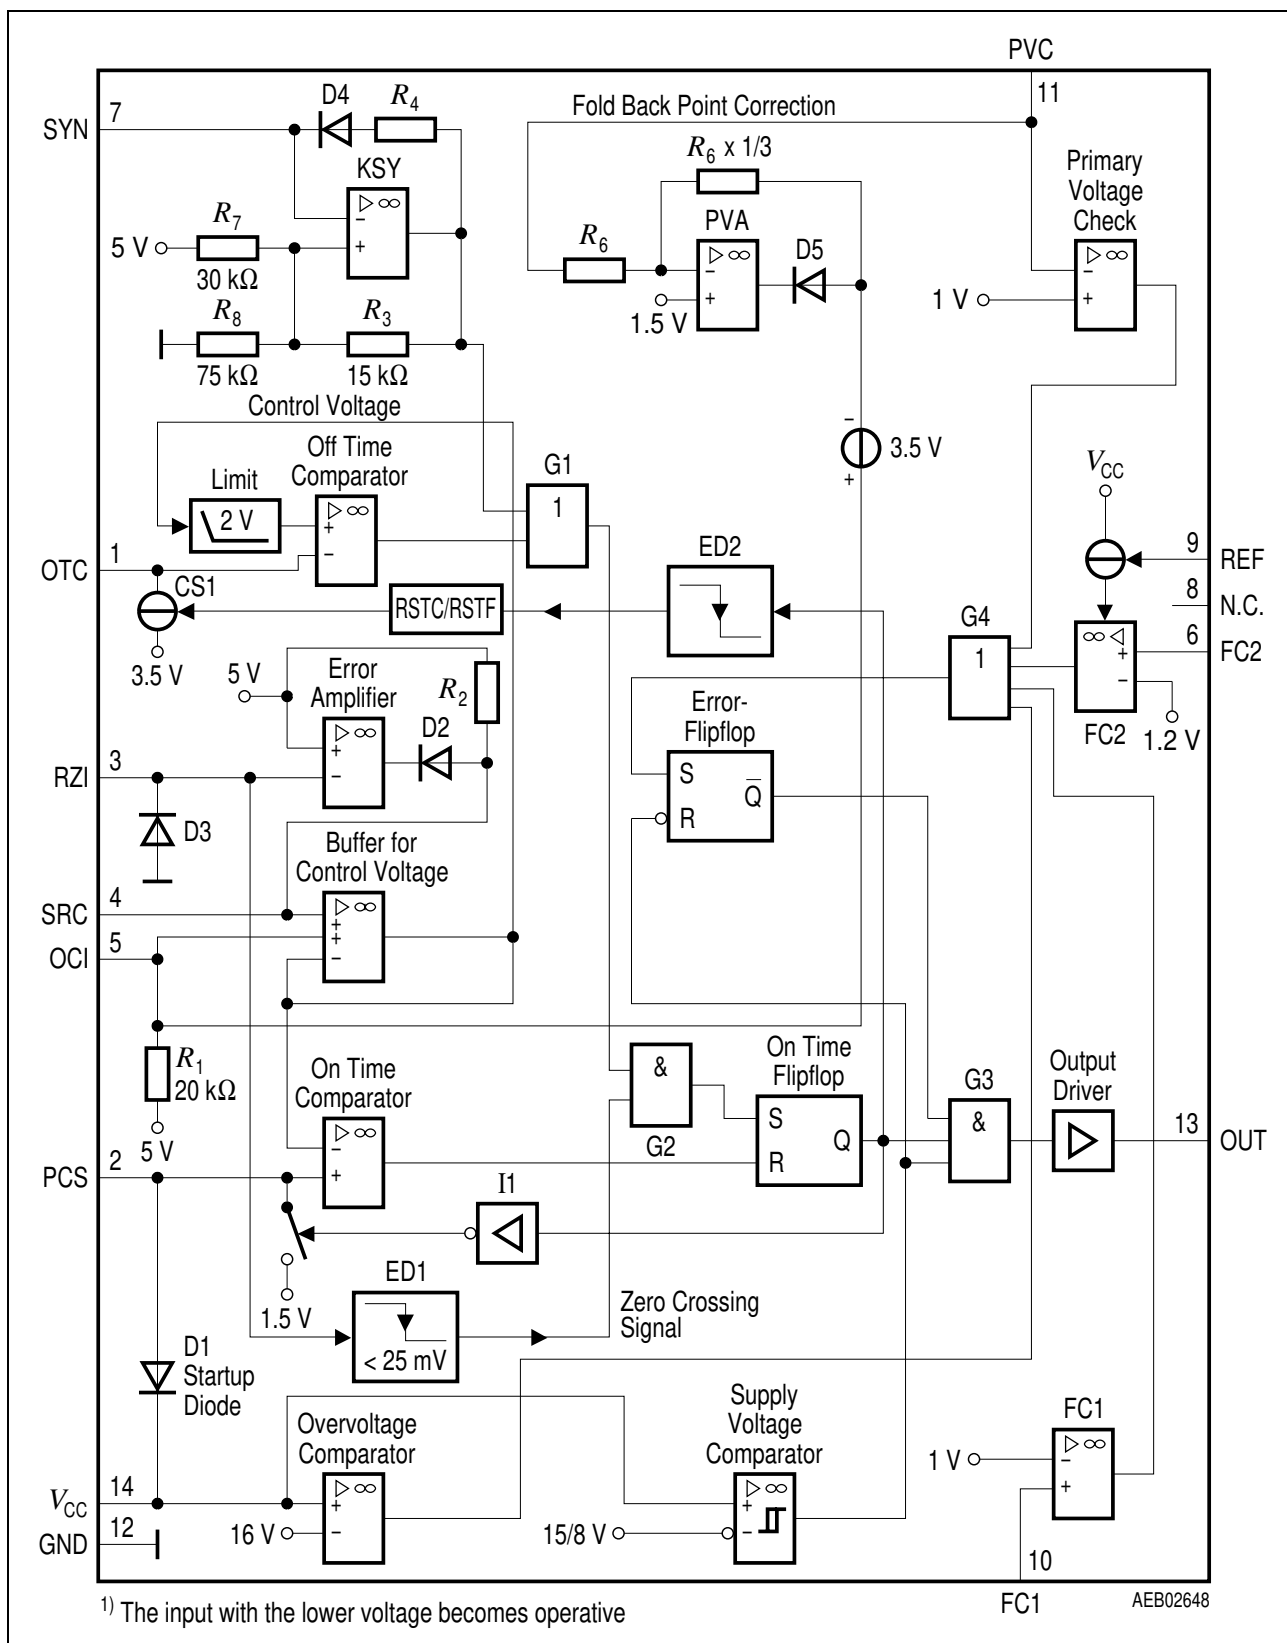 PVC
11
Fold Back Point Correction
D4
R4
7
SYN
KSY
▷ ∞
−
+
R6 x 1/3
PVA
▷ ∞
−
+
D5
R6
1.5 V
Primary
Voltage
Check
▷ ∞
−
+
1 V
R7
5 V
30 kΩ
R8
75 kΩ
R3
15 kΩ
Control Voltage
−
3.5 V
+
Off Time
Comparator
Limit
2 V
▷ ∞
+
−
G1
1
VCC
1
OTC
CS1
3.5 V
RSTC/RSTF
ED2
9
REF
8
N.C.
6
FC2
G4
1
∞ ◁
+
−
FC2
1.2 V
5 V
Error
Amplifier
R2
▷ ∞
+
−
D2
3
RZI
D3
Error-
Flipflop
S
R
Q̅
Buffer for
Control Voltage
4
SRC
▷ ∞
+
+
−
5
OCI
R1
20 kΩ
5 V
On Time
Comparator
▷ ∞
−
+
&
G2
On Time
Flipflop
S
R
Q
G3
&
Output
Driver
13
OUT
2
PCS
I1
1.5 V
ED1
< 25 mV
Zero Crossing
Signal
D1
Startup
Diode
Overvoltage
Comparator
▷ ∞
+
−
16 V
Supply
Voltage
Comparator
▷ ∞
+
−
15/8 V
FC1
▷ ∞
−
+
1 V
14
VCC
12
GND
10
FC1
AEB02648
1) The input with the lower voltage becomes operative